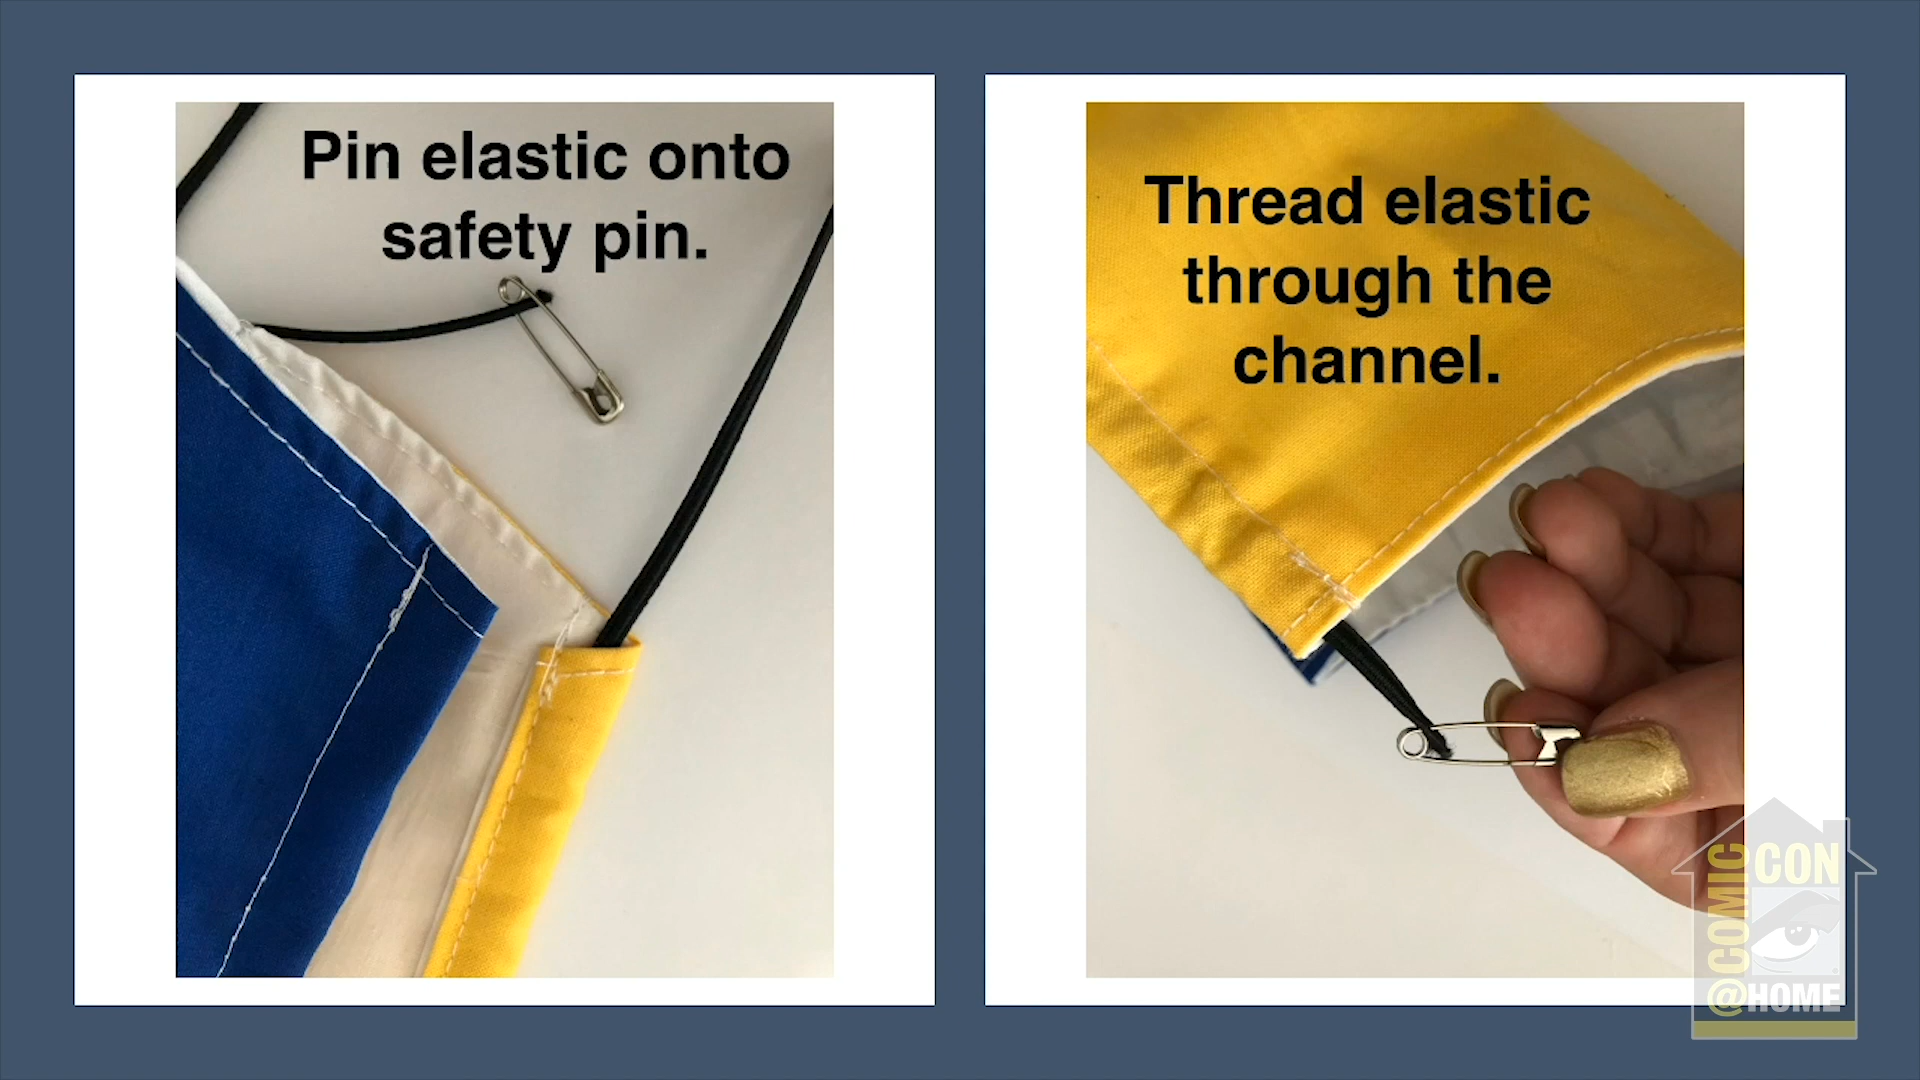 Pin elastic onto
safety pin.
Thread elastic
through the
channel.
@COMIC
CON
HOME